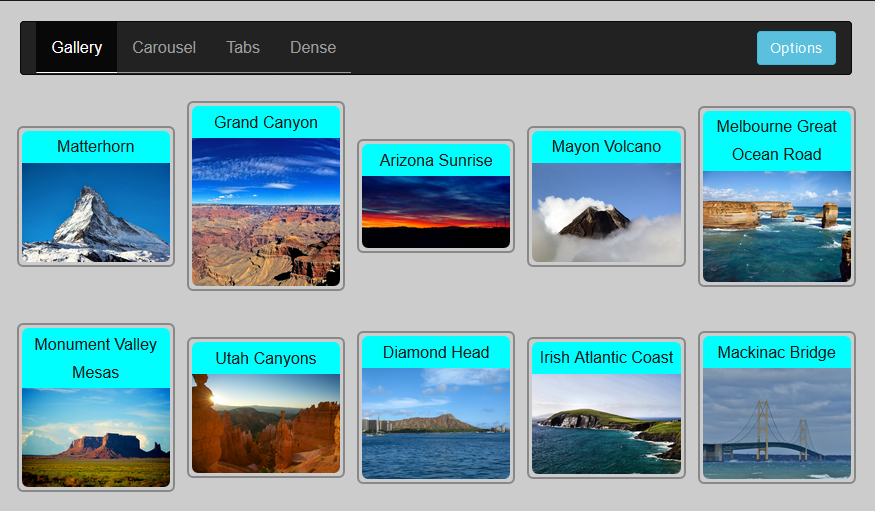 Gallery
Carousel
Tabs
Dense
Options
Matterhorn
Grand Canyon
Arizona Sunrise
Mayon Volcano
Melbourne Great
Ocean Road
Monument Valley
Mesas
Utah Canyons
Diamond Head
Irish Atlantic Coast
Mackinac Bridge